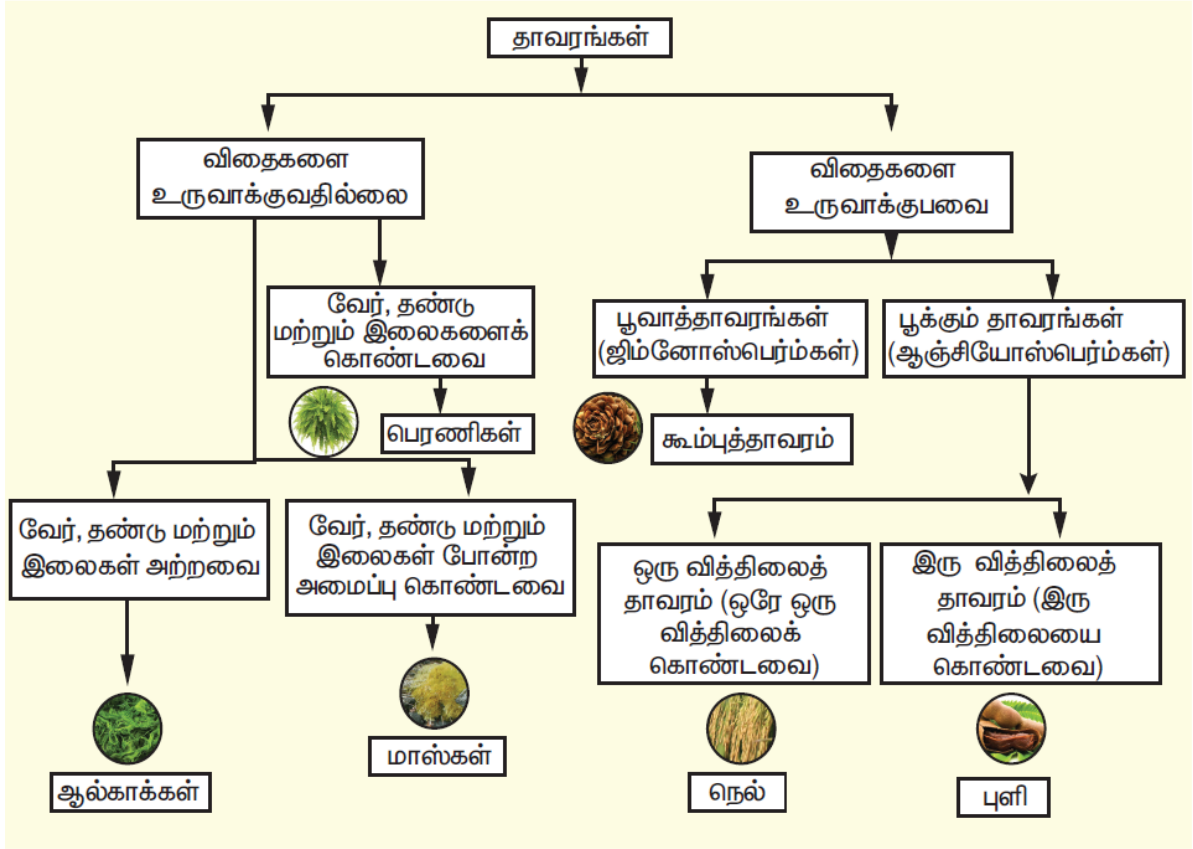 தாவரங்கள்
விதைகளை
உருவாக்குவதில்லை
விதைகளை
உருவாக்குபவை
வேர், தண்டு
மற்றும் இலைகளைக்
கொண்டவை
பூவாத்தாவரங்கள்
(ஜிம்னோஸ்பெர்ம்கள்)
பூக்கும் தாவரங்கள்
(ஆஞ்சியோஸ்பெர்ம்கள்)
பெரணிகள்
கூம்புத்தாவரம்
வேர், தண்டு மற்றும்
இலைகள் அற்றவை
வேர், தண்டு மற்றும்
இலைகள் போன்ற
அமைப்பு கொண்டவை
ஒரு வித்திலைத்
தாவரம் (ஒரே ஒரு
வித்திலைக்
கொண்டவை)
இரு வித்திலைத்
தாவரம் (இரு
வித்திலையை
கொண்டவை)
ஆல்காக்கள்
மாஸ்கள்
நெல்
புளி